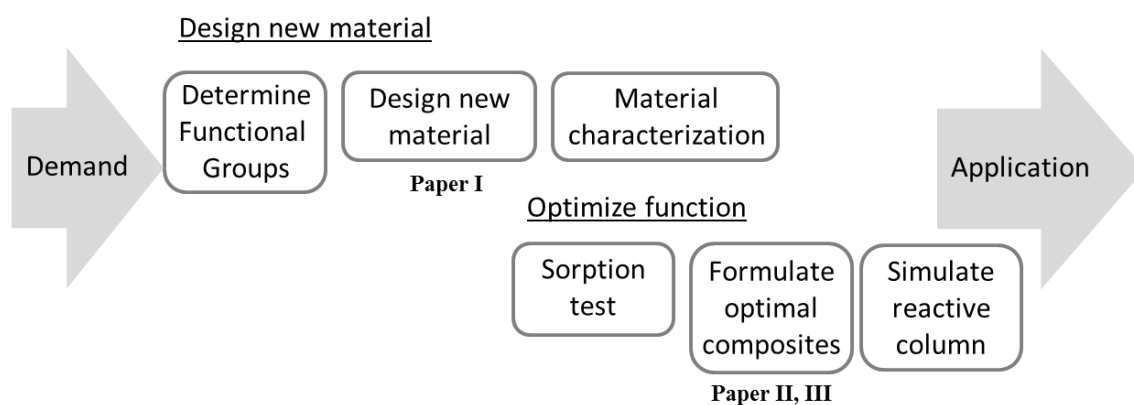 Design new material
Demand
Determine
Functional
Groups
Design new
material
Material
characterization
Paper I
Optimize function
Sorption
test
Formulate
optimal
composites
Simulate
reactive
column
Paper II, III
Application